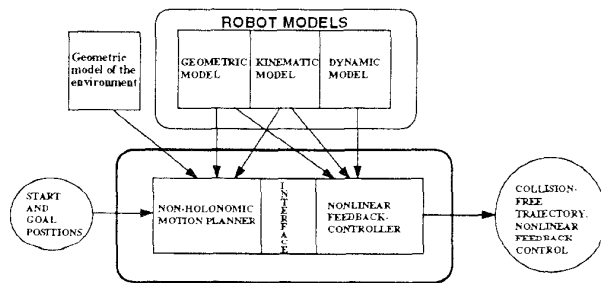 ROBOT MODELS
Geometric
model of the
environment
GEOMETRIC
MODEL
KINEMATIC
MODEL
DYNAMIC
MODEL
START
AND
GOAL
POSITIONS
NON-HOLONOMIC
MOTION PLANNER
INTERFACE
NONLINEAR
FEEDBACK-
CONTROLLER
COLLISION-
FREE
TRAJECTORY.
NONLINEAR
FEEDBACK
CONTROL